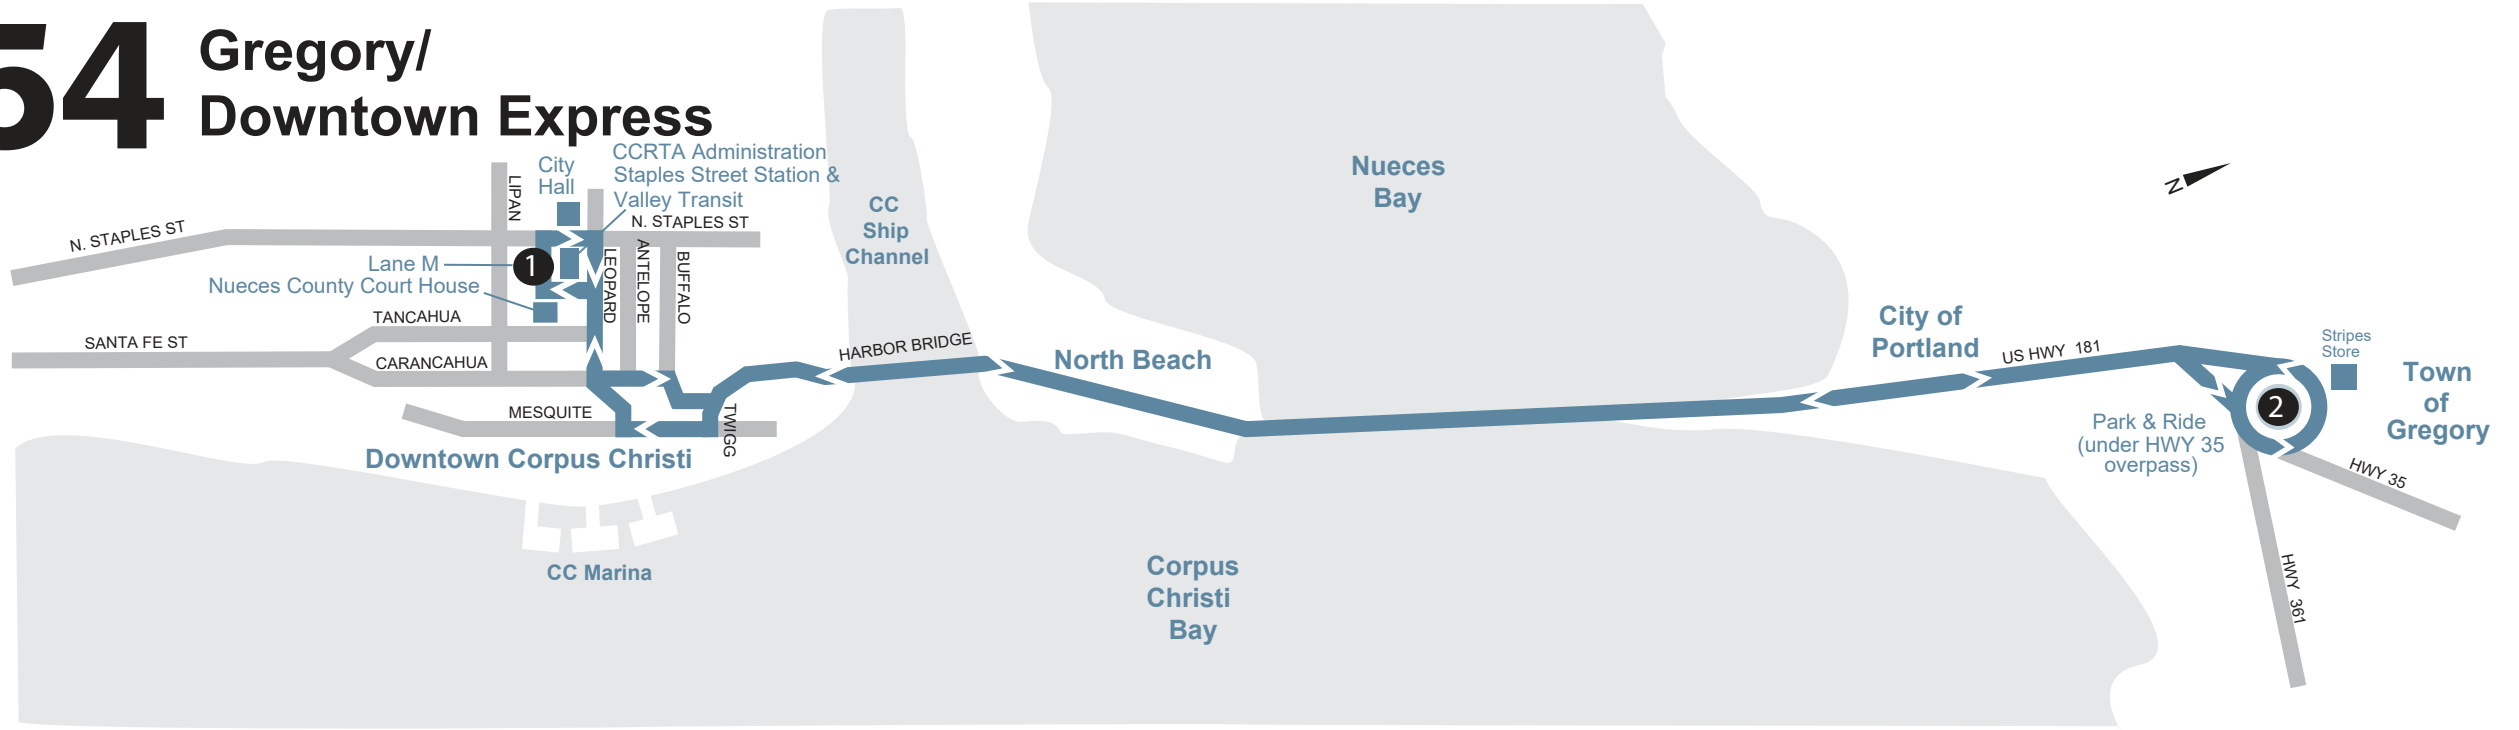 54
Gregory/
Downtown Express
City
Hall
CCRTA Administration
Staples Street Station &
Valley Transit
LIPAN
N. STAPLES ST
N. STAPLES ST
Lane M
1
Nueces County Court House
LEOPARD
ANTELOPE
BUFFALO
TANCAHUA
SANTA FE ST
CARANCAHUA
MESQUITE
TWIGG
Downtown Corpus Christi
CC Marina
CC
Ship
Channel
HARBOR BRIDGE
North Beach
Nueces
Bay
Corpus
Christi
Bay
N
City of
Portland
US HWY 181
Stripes
Store
Town
of
Gregory
2
Park & Ride
(under HWY 35
overpass)
HWY 35
HWY 361